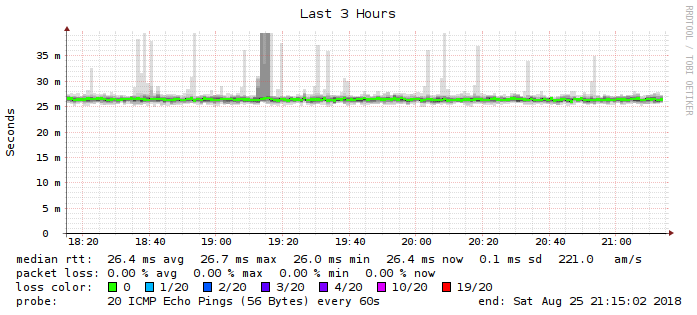 Last 3 Hours
RRDTOOL / TOBI OETIKER
Seconds
35 m
30 m
25 m
20 m
15 m
10 m
5 m
0
18:20 18:40 19:00 19:20 19:40 20:00 20:20 20:40 21:00
median rtt: 26.4 ms avg 26.7 ms max 26.0 ms min 26.4 ms now 0.1 ms sd 221.0 am/s
packet loss: 0.00 % avg 0.00 % max 0.00 % min 0.00 % now
loss color: 0 1/20 2/20 3/20 4/20 10/20 19/20
probe: 20 ICMP Echo Pings (56 Bytes) every 60s end: Sat Aug 25 21:15:02 2018